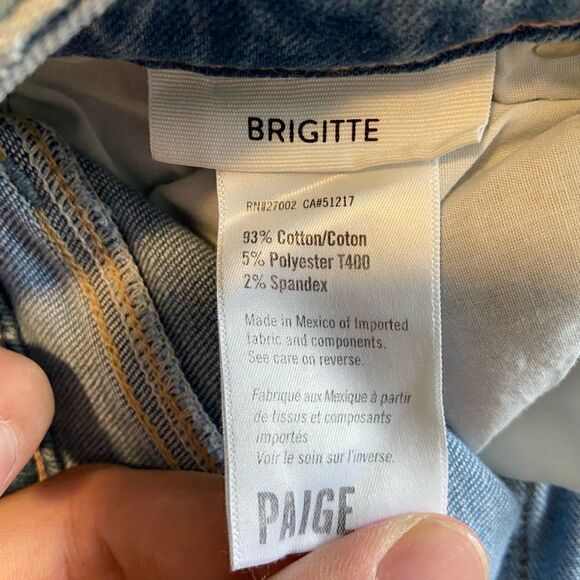 BRIGITTE
RN#27002 CA#51217
93% Cotton/Coton
5% Polyester T400
2% Spandex
Made in Mexico of Imported
fabric and components.
See care on reverse.
Fabriqué aux Mexique à partir
de tissus et composants
importés
Voir le soin sur l'inverse.
PAIGE